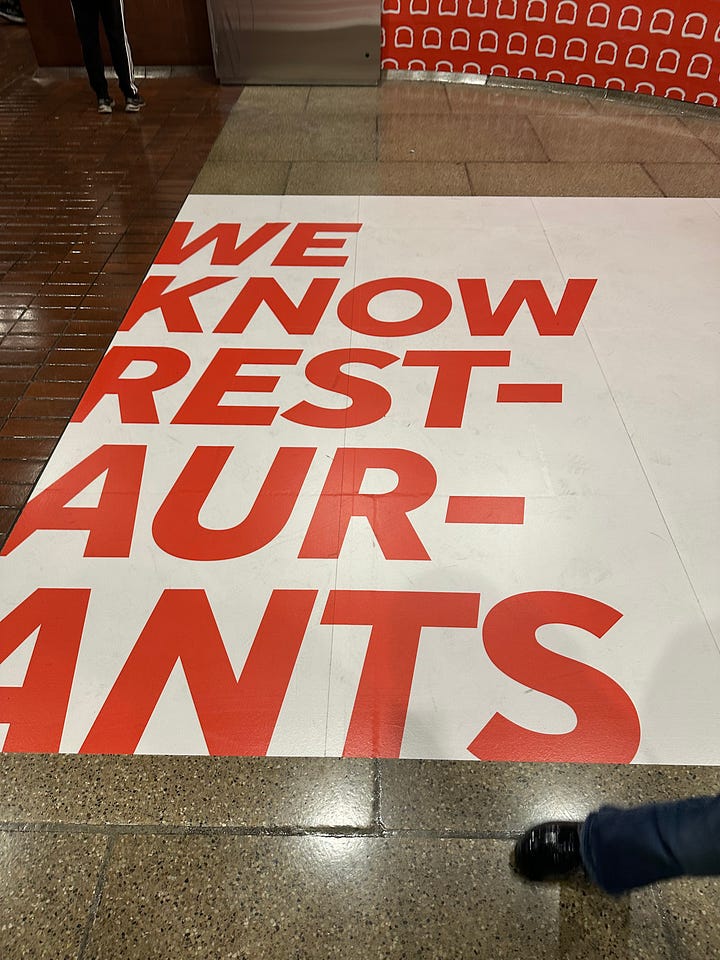 WE
KNOW
REST-
AUR-
ANTS